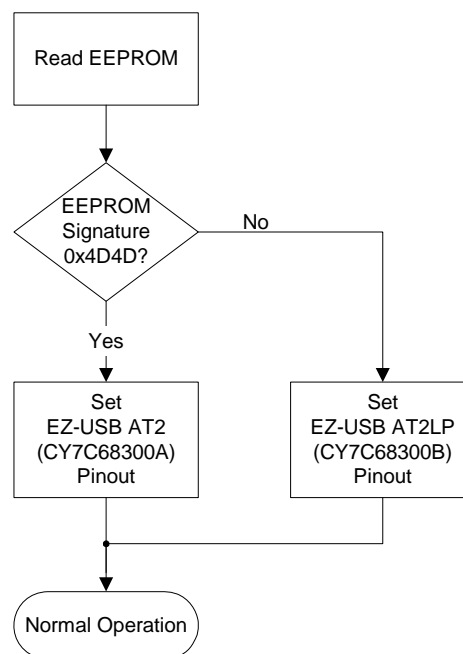 Read EEPROM
EEPROM
Signature
0x4D4D?
No
Yes
Set
EZ-USB AT2
(CY7C68300A)
Pinout
Set
EZ-USB AT2LP
(CY7C68300B)
Pinout
Normal Operation